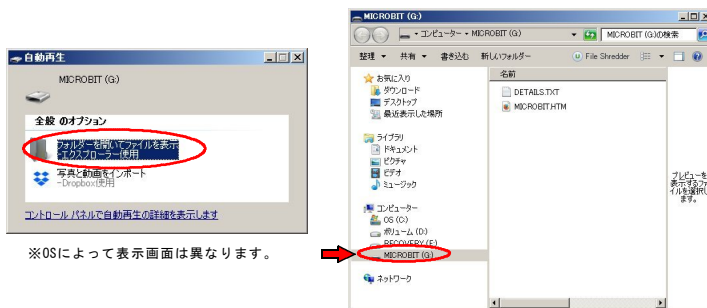 自動再生
MICROBIT (G:)
全般 のオプション
フォルダーを開いてファイルを表示
-エクスプローラー使用
写真と動画をインポート
-Dropbox使用
コントロール パネルで自動再生の詳細を表示します
※OSによって表示画面は異なります。
MICROBIT (G:)
コンピューター MICROBIT (G:)
MICROBIT (G:)の検索
整理 共有 書き込む 新しいフォルダー File Shredder
お気に入り
ダウンロード
デスクトップ
最近表示した場所
ライブラリ
ドキュメント
ピクチャ
ビデオ
ミュージック
コンピューター
OS (C:)
ボリューム (D:)
RECOVERY (F:)
MICROBIT (G:)
ネットワーク
名前
DETAILS.TXT
MICROBIT.HTM
プレビューを
表示するファ
イルを選択し
ます。